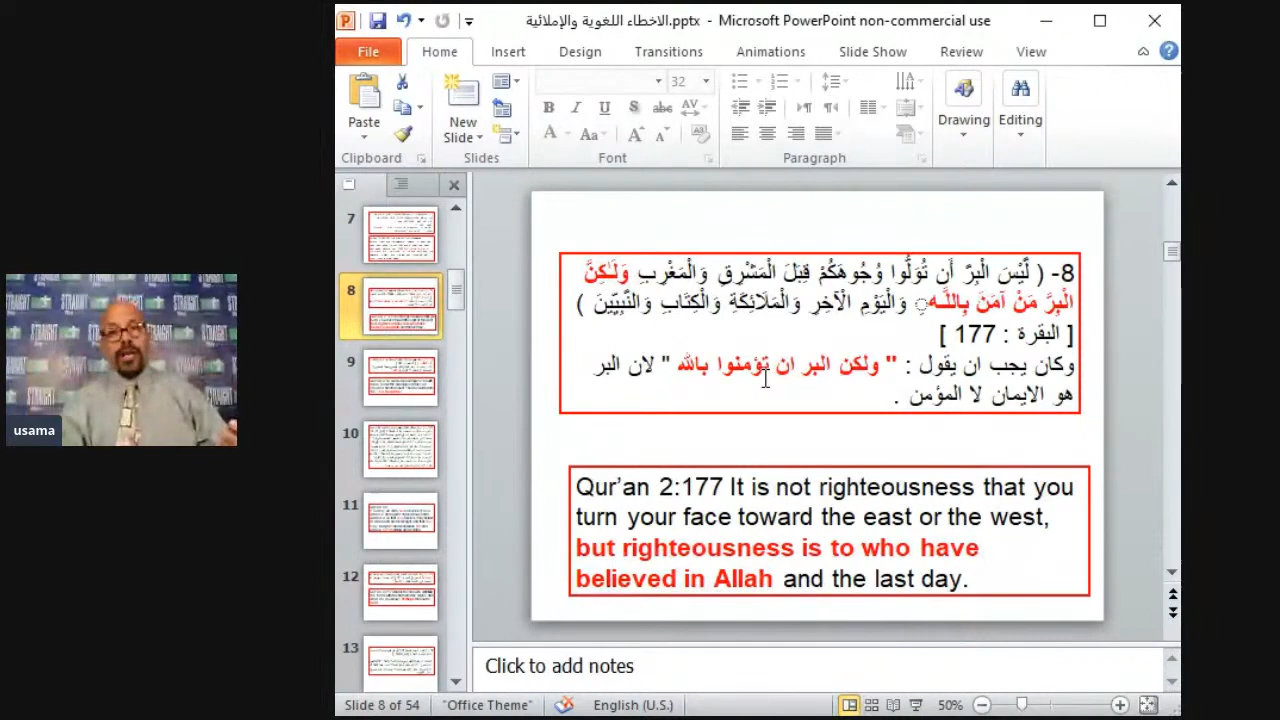 الاخطاء اللغوية والإملائية.pptx - Microsoft PowerPoint non-commercial use
File Home Insert Design Transitions Animations Slide Show Review View
32
Paste New Slide Drawing Editing
Clipboard Slides Font Paragraph
7
8
9
10
11
12
13
8- ( لَّيْسَ الْبِرَّ أَن تُوَلُّوا وُجُوهَكُمْ قِبَلَ الْمَشْرِقِ وَالْمَغْرِبِ وَلَـٰكِنَّ
الْبِرَّ مَنْ آمَنَ بِاللَّـهِ وَالْيَوْمِ الْآخِرِ وَالْمَلَائِكَةِ وَالْكِتَابِ وَالنَّبِيِّينَ )
[ البقرة : 177 ]
وكان يجب ان يقول : " ولكن البر ان تؤمنوا بالله " لان البر
هو الايمان لا المؤمن .
Qur’an 2:177 It is not righteousness that you
turn your face towards the east or the west,
but righteousness is to who have
believed in Allah and the last day.
usama
Click to add notes
Slide 8 of 54 "Office Theme" English (U.S.) 50%